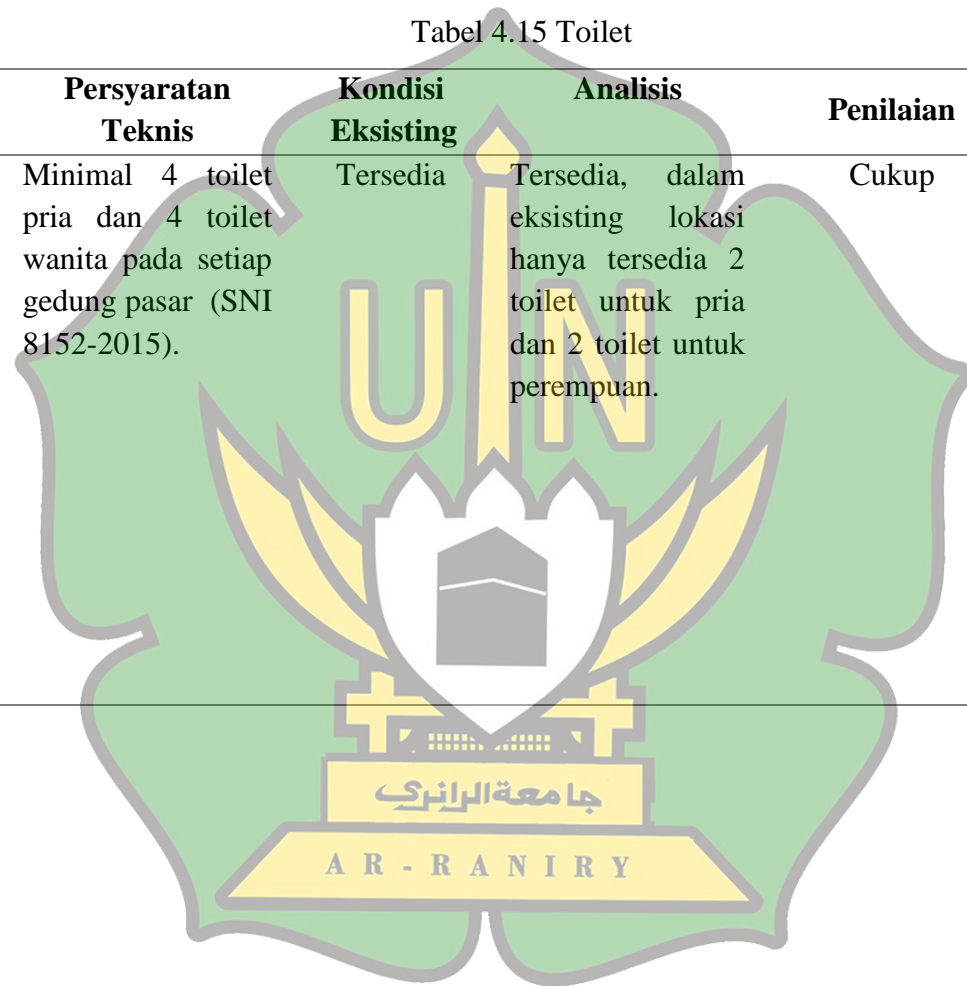 Tabel 4.15 Toilet
Persyaratan Teknis
Kondisi Eksisting
Analisis
Penilaian
Minimal 4 toilet
pria dan 4 toilet
wanita pada setiap
gedung pasar (SNI
8152-2015).
Tersedia
Tersedia, dalam
eksisting lokasi
hanya tersedia 2
toilet untuk pria
dan 2 toilet untuk
perempuan.
Cukup
U N
جامعة الرانري
AR-RANIRY